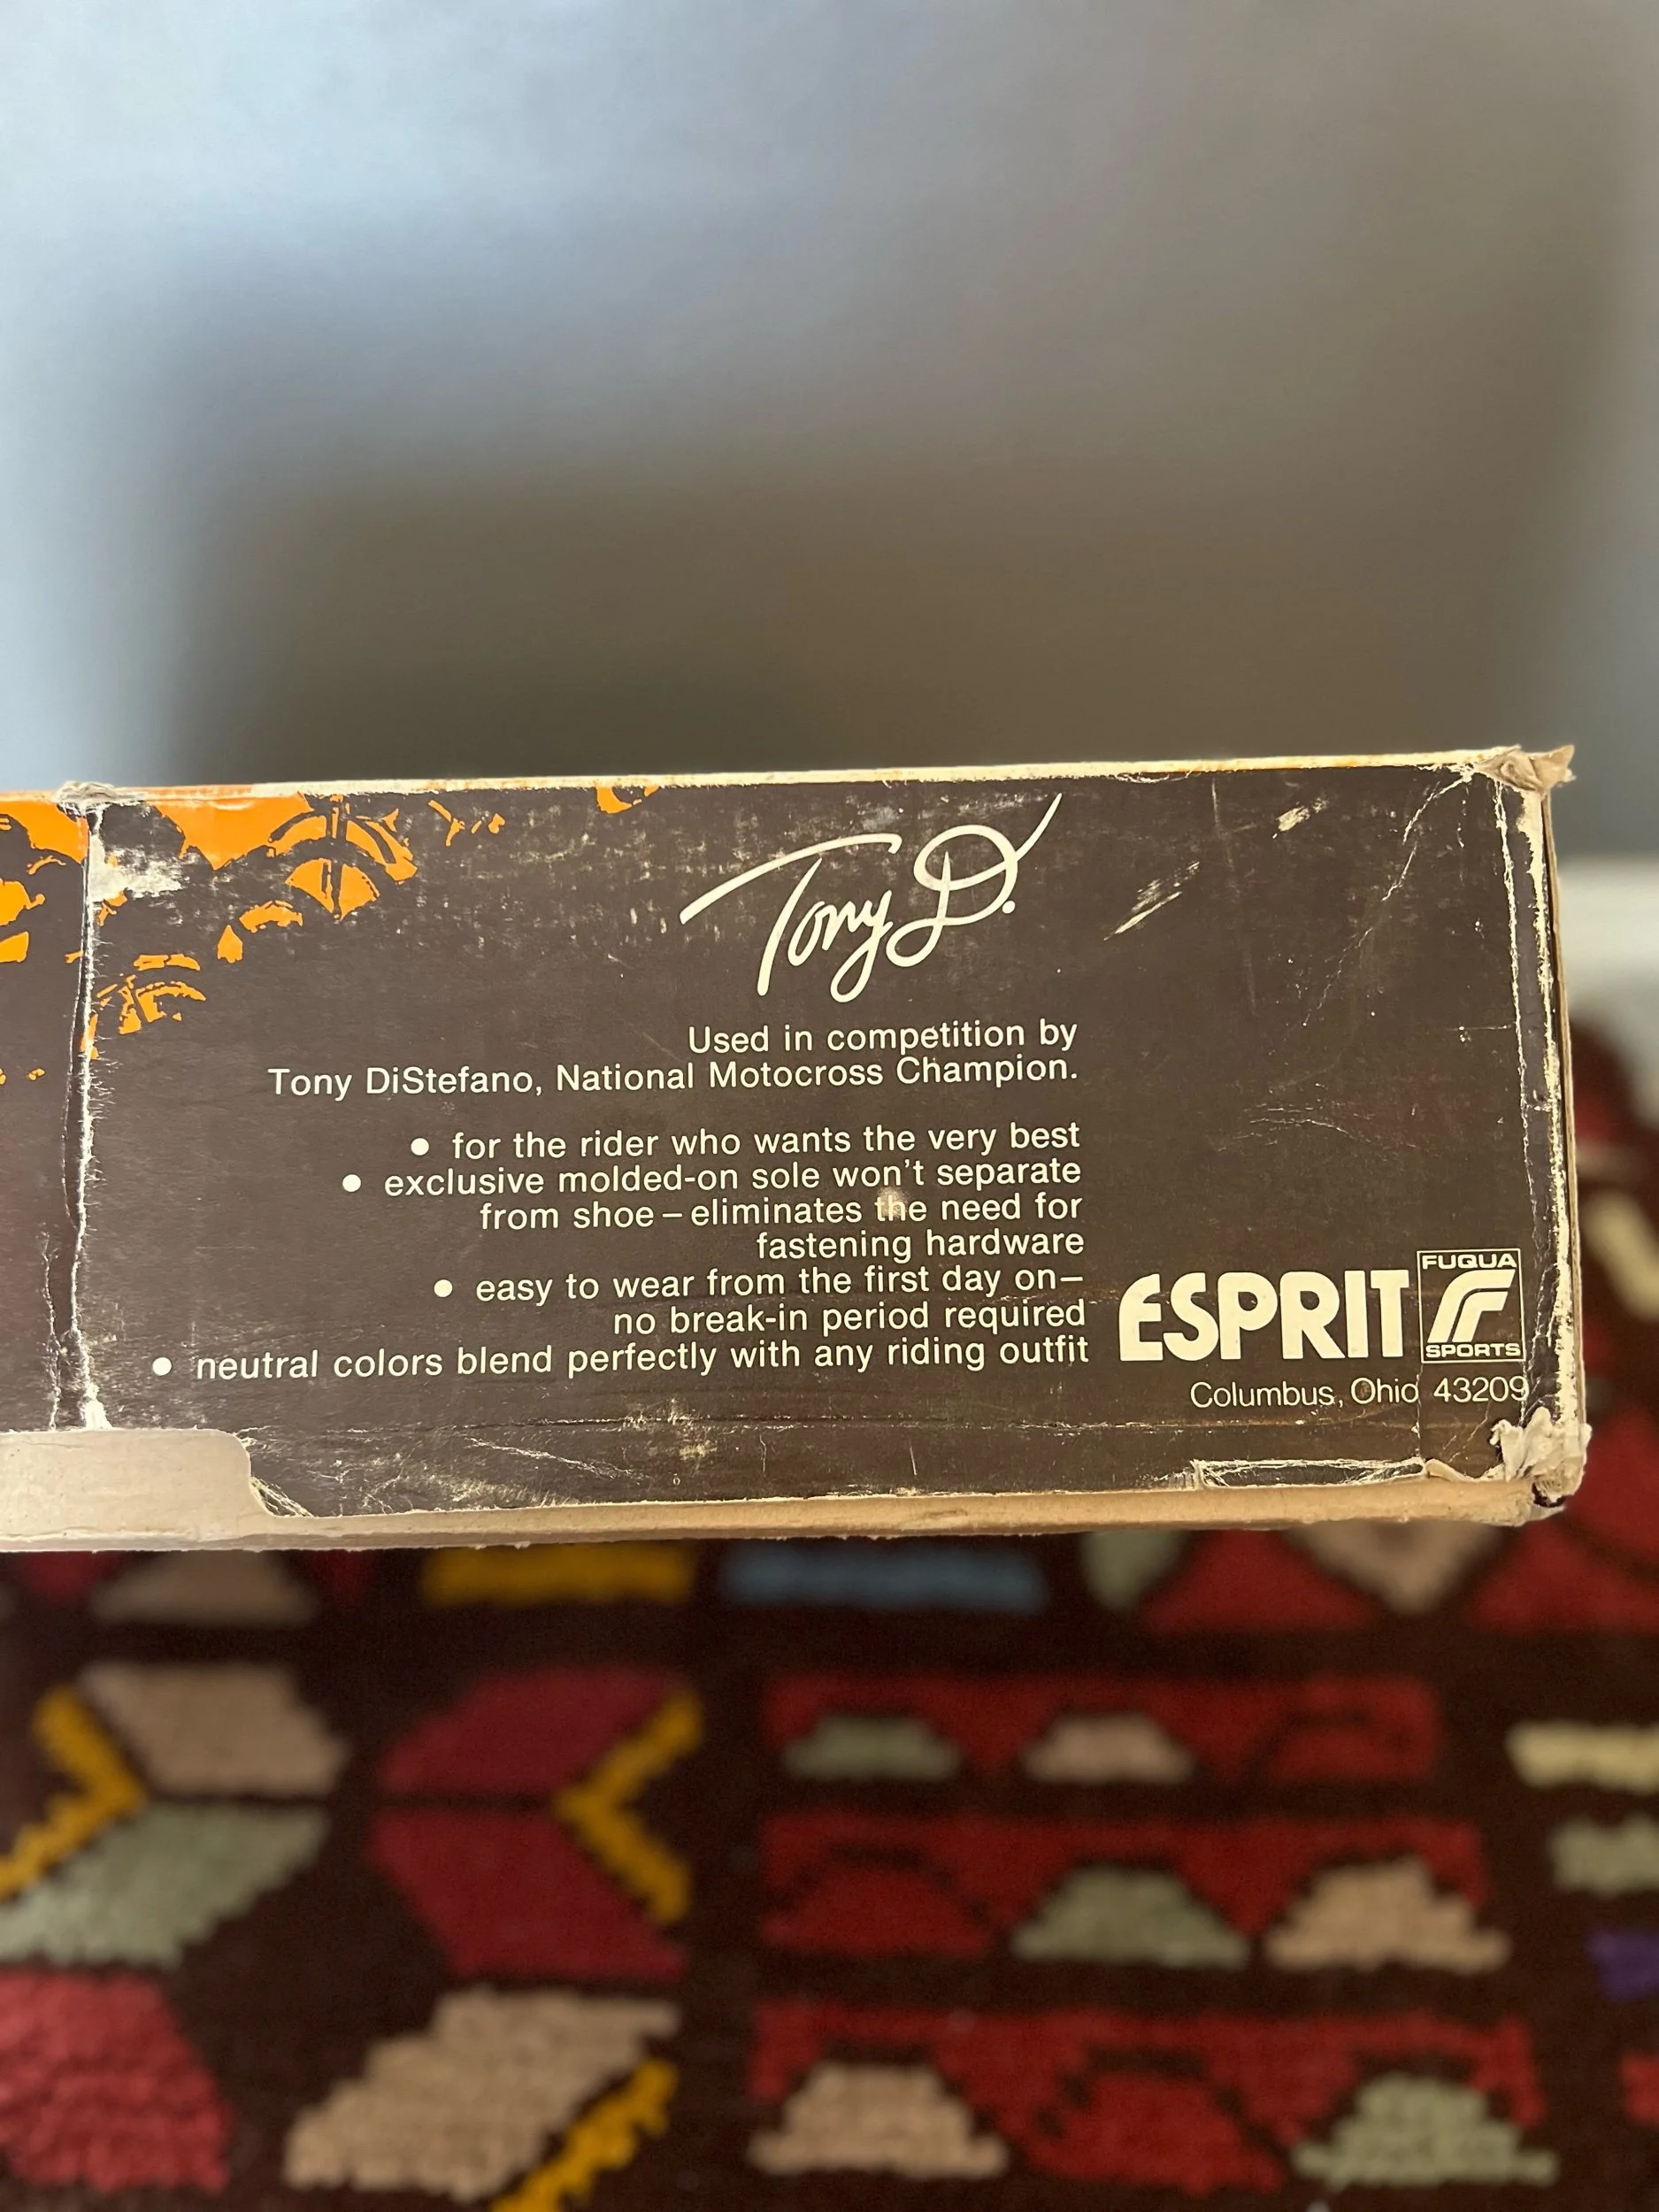 Tony D.
Used in competition by
Tony DiStefano, National Motocross Champion.
● for the rider who wants the very best
● exclusive molded-on sole won't separate
from shoe – eliminates the need for
fastening hardware
● easy to wear from the first day on—
no break-in period required
● neutral colors blend perfectly with any riding outfit
ESPRIT
FUQUA
SPORTS
Columbus, Ohio 43209